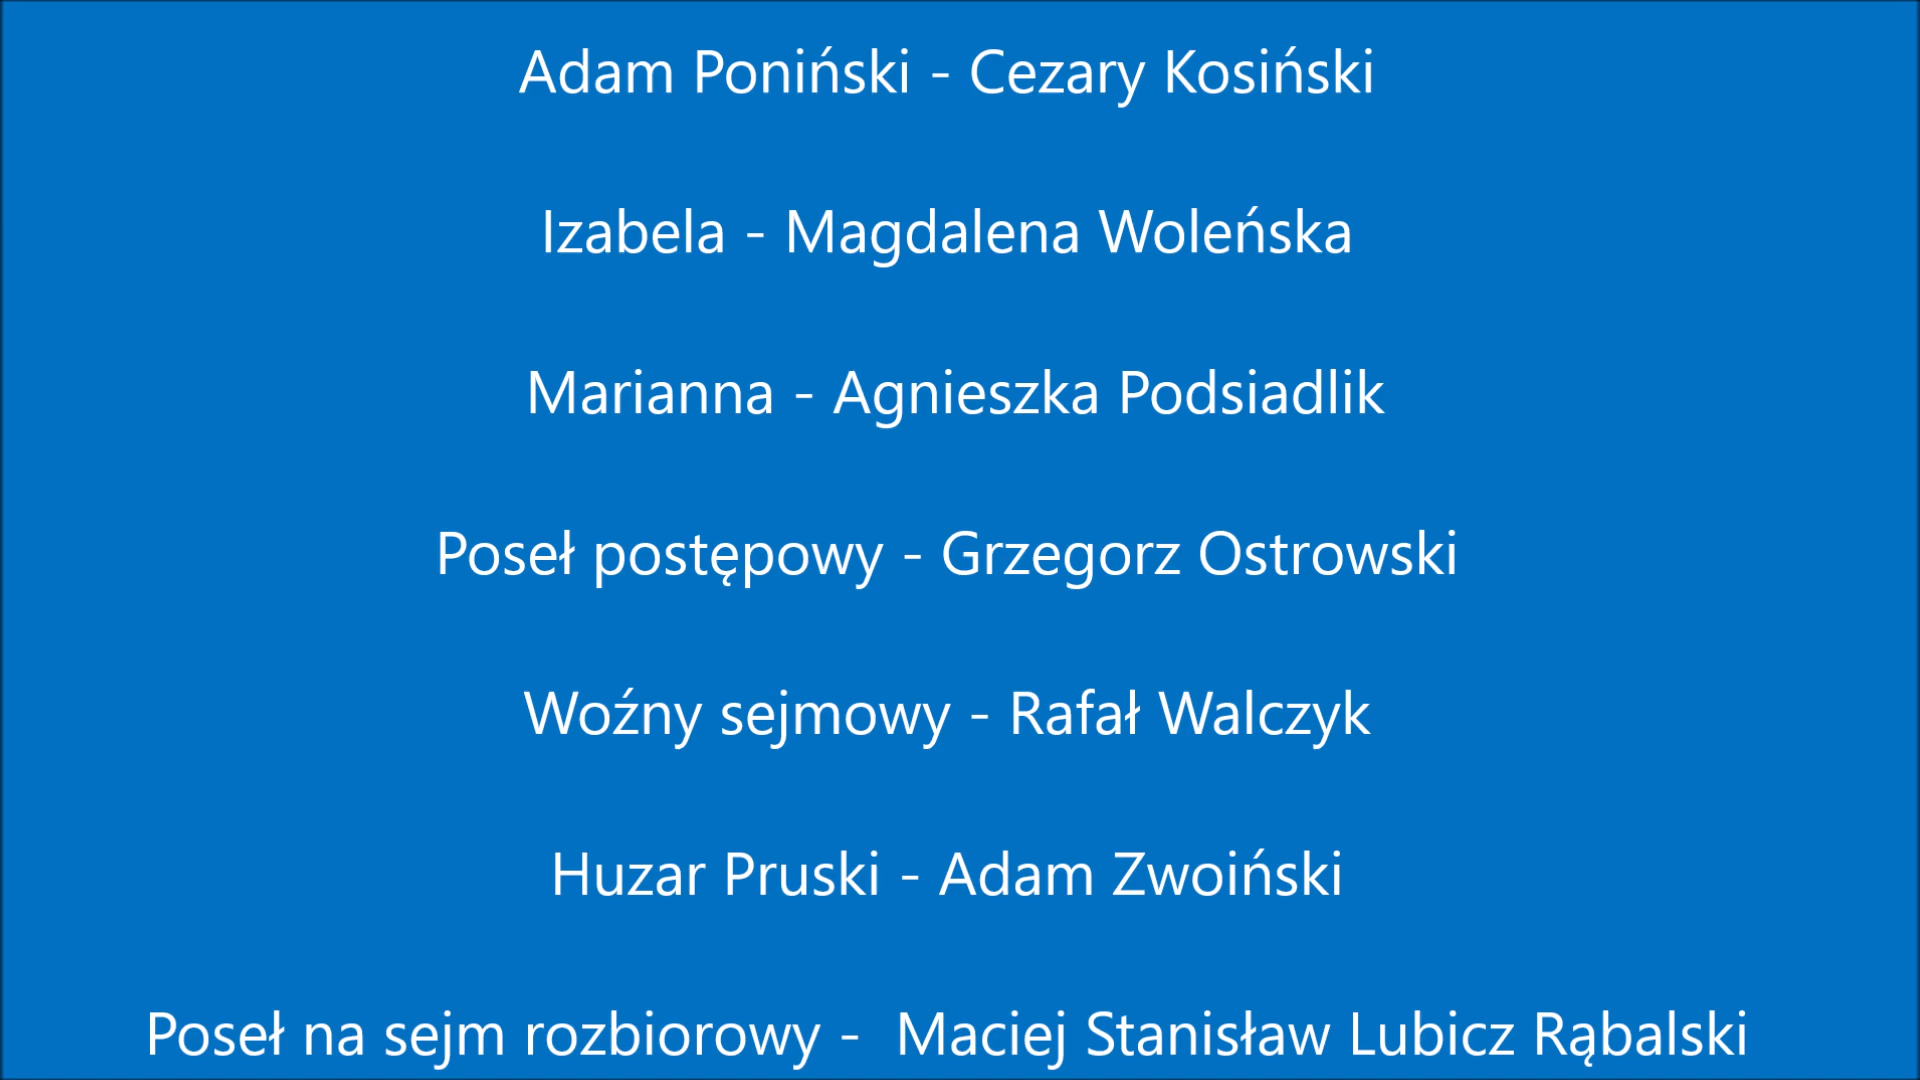 Adam Poniński - Cezary Kosiński
Izabela - Magdalena Woleńska
Marianna - Agnieszka Podsiadlik
Poseł postępowy - Grzegorz Ostrowski
Woźny sejmowy - Rafał Walczyk
Huzar Pruski - Adam Zwoiński
Poseł na sejm rozbiorowy -  Maciej Stanisław Lubicz Rąbalski